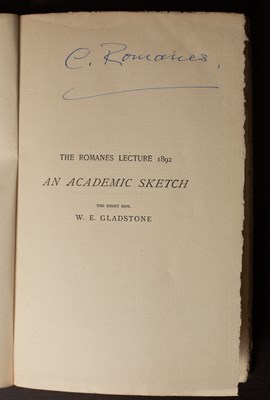 C. Romanes.
THE ROMANES LECTURE 1892
AN ACADEMIC SKETCH
THE RIGHT HON.
W. E. GLADSTONE